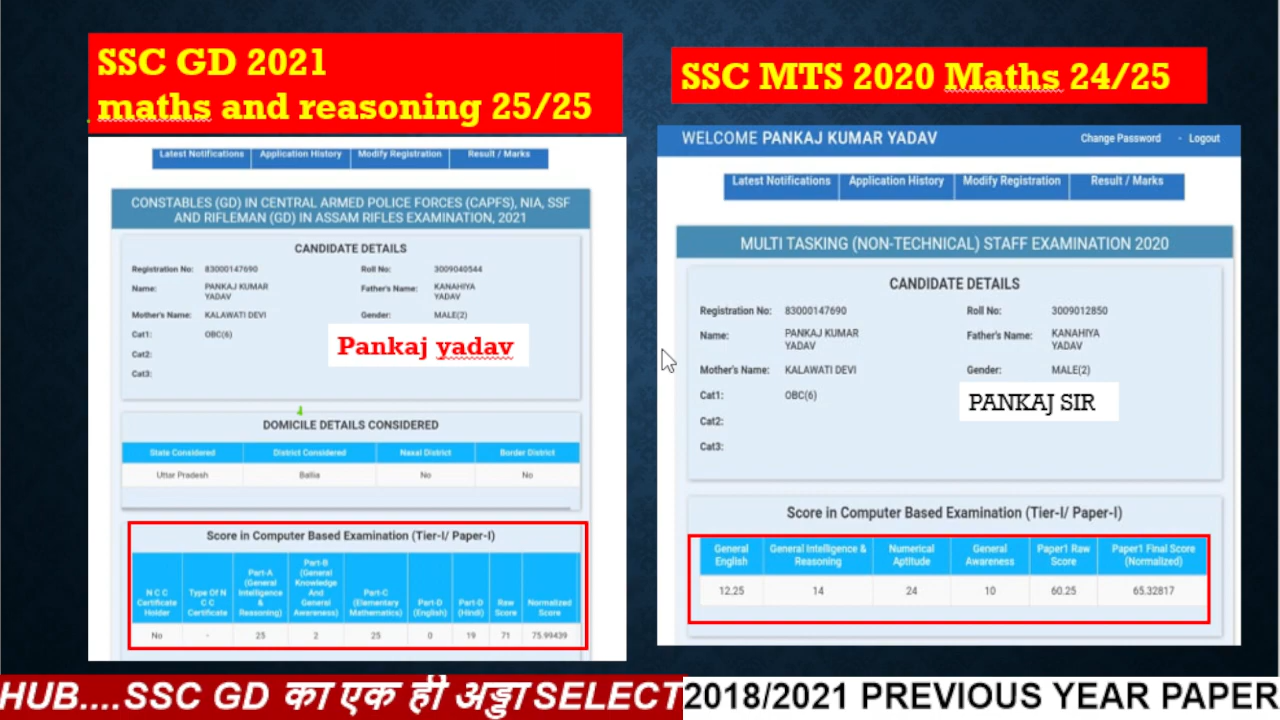 SSC GD 2021
maths and reasoning 25/25
Latest Notifications Application History Modify Registration Result / Marks
CONSTABLES (GD) IN CENTRAL ARMED POLICE FORCES (CAPFS), NIA, SSF
AND RIFLEMAN (GD) IN ASSAM RIFLES EXAMINATION, 2021
CANDIDATE DETAILS
Registration No: 83000147690 Roll No: 3009040544
Name: PANKAJ KUMAR YADAV Father's Name: KANAHIYA YADAV
Mother's Name: KALAWATI DEVI Gender: MALE(2)
Cat1: OBC(6)
Pankaj yadav
Cat2:
Cat3:
DOMICILE DETAILS CONSIDERED
State Considered District Considered Naxal District Border District
Uttar Pradesh Ballia No No
Score in Computer Based Examination (Tier-I/ Paper-I)
N C C Certificate Holder Type Of N C C Certificate Part-A (General Intelligence & Reasoning) Part-B (General Knowledge And General Awareness) Part-C (Elementary Mathematics) Part-D (English) Part-D (Hindi) Raw Score Normalized Score
No - 25 2 25 0 19 71 75.99439
SSC MTS 2020 Maths 24/25
WELCOME PANKAJ KUMAR YADAV Change Password - Logout
Latest Notifications Application History Modify Registration Result / Marks
MULTI TASKING (NON-TECHNICAL) STAFF EXAMINATION 2020
CANDIDATE DETAILS
Registration No: 83000147690 Roll No: 3009012850
Name: PANKAJ KUMAR YADAV Father's Name: KANAHIYA YADAV
Mother's Name: KALAWATI DEVI Gender: MALE(2)
Cat1: OBC(6)
PANKAJ SIR
Cat2:
Cat3:
Score in Computer Based Examination (Tier-I/ Paper-I)
General English General Intelligence & Reasoning Numerical Aptitude General Awareness Paper1 Raw Score Paper1 Final Score (Normalized)
12.25 14 24 10 60.25 65.32817
HUB....SSC GD का एक ही अड्डा SELECT
2018/2021 PREVIOUS YEAR PAPER